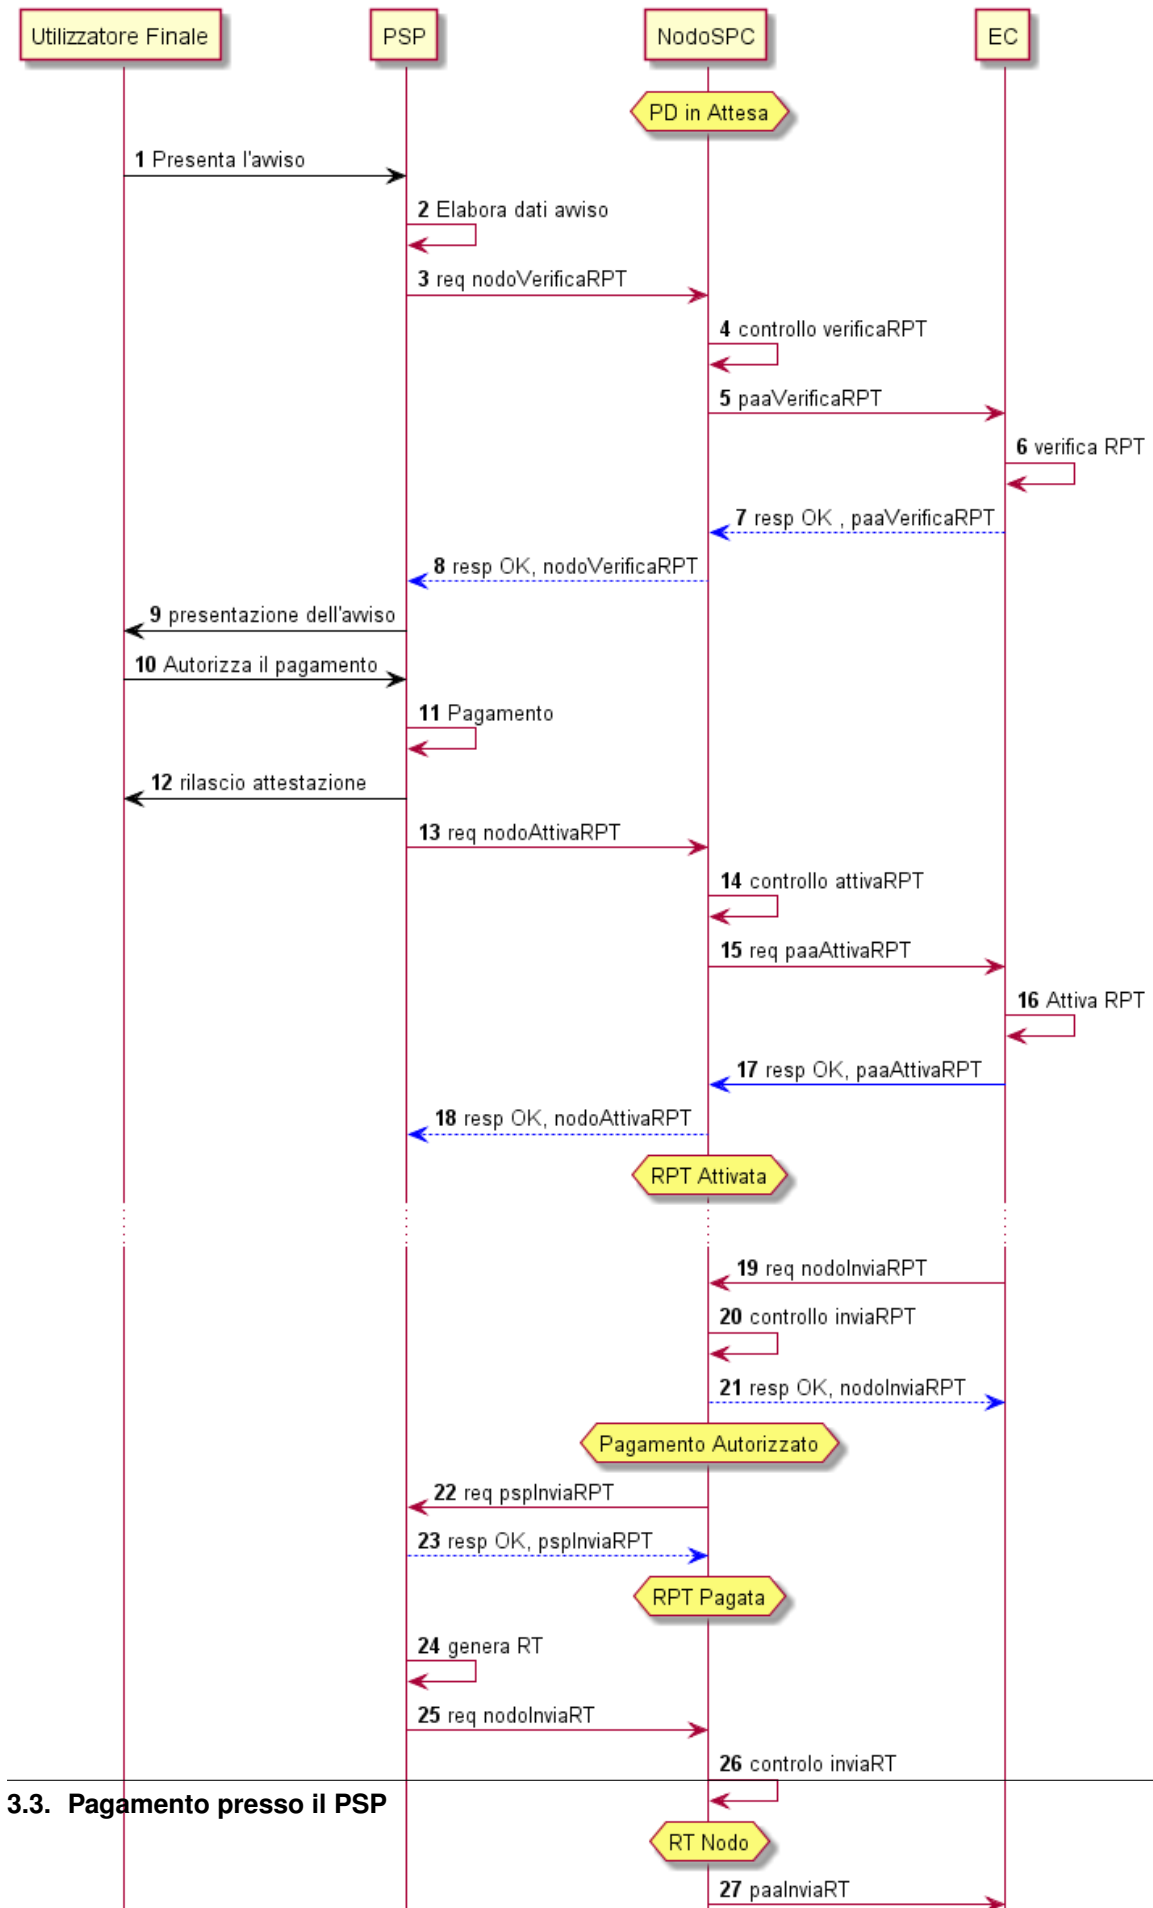 Utilizzatore Finale
PSP
NodoSPC
EC
PD in Attesa
1 Presenta l'avviso
2 Elabora dati avviso
3 req nodoVerificaRPT
4 controllo verificaRPT
5 paaVerificaRPT
6 verifica RPT
7 resp OK , paaVerificaRPT
8 resp OK, nodoVerificaRPT
9 presentazione dell'avviso
10 Autorizza il pagamento
11 Pagamento
12 rilascio attestazione
13 req nodoAttivaRPT
14 controllo attivaRPT
15 req paaAttivaRPT
16 Attiva RPT
17 resp OK, paaAttivaRPT
18 resp OK, nodoAttivaRPT
RPT Attivata
19 req nodoInviaRPT
20 controllo inviaRPT
21 resp OK, nodoInviaRPT
Pagamento Autorizzato
22 req pspInviaRPT
23 resp OK, pspInviaRPT
RPT Pagata
24 genera RT
25 req nodoInviaRT
26 controlo inviaRT
3.3. Pagamento presso il PSP
RT Nodo
27 paaInviaRT